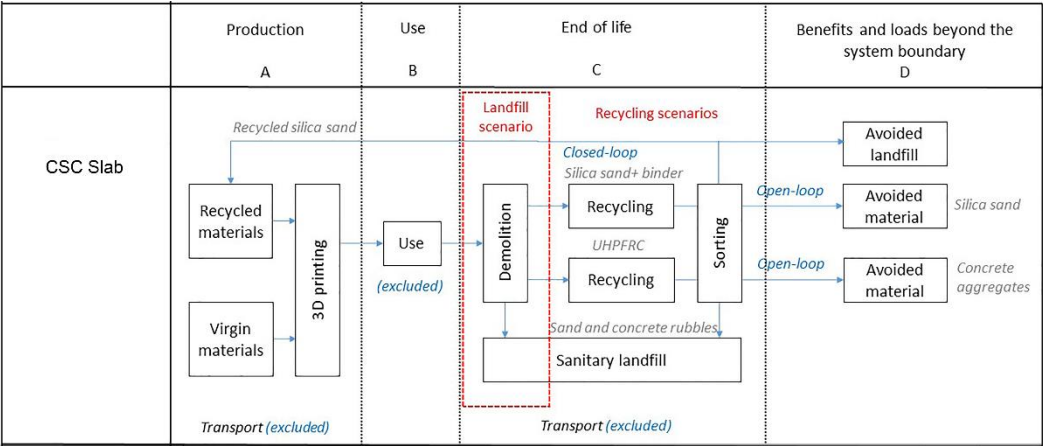 Production
Use
End of life
Benefits and loads beyond the
system boundary
A
B
C
D
CSC Slab
Landfill
scenario
Recycling scenarios
Recycled silica sand
Closed-loop
Silica sand+ binder
Avoided
landfill
Recycled
materials
3D printing
Use
(excluded)
Demolition
Recycling
Sorting
Open-loop
Avoided
material
Silica sand
UHPFRC
Recycling
Open-loop
Avoided
material
Concrete
aggregates
Virgin
materials
Sand and concrete rubbles
Sanitary landfill
Transport (excluded)
Transport (excluded)